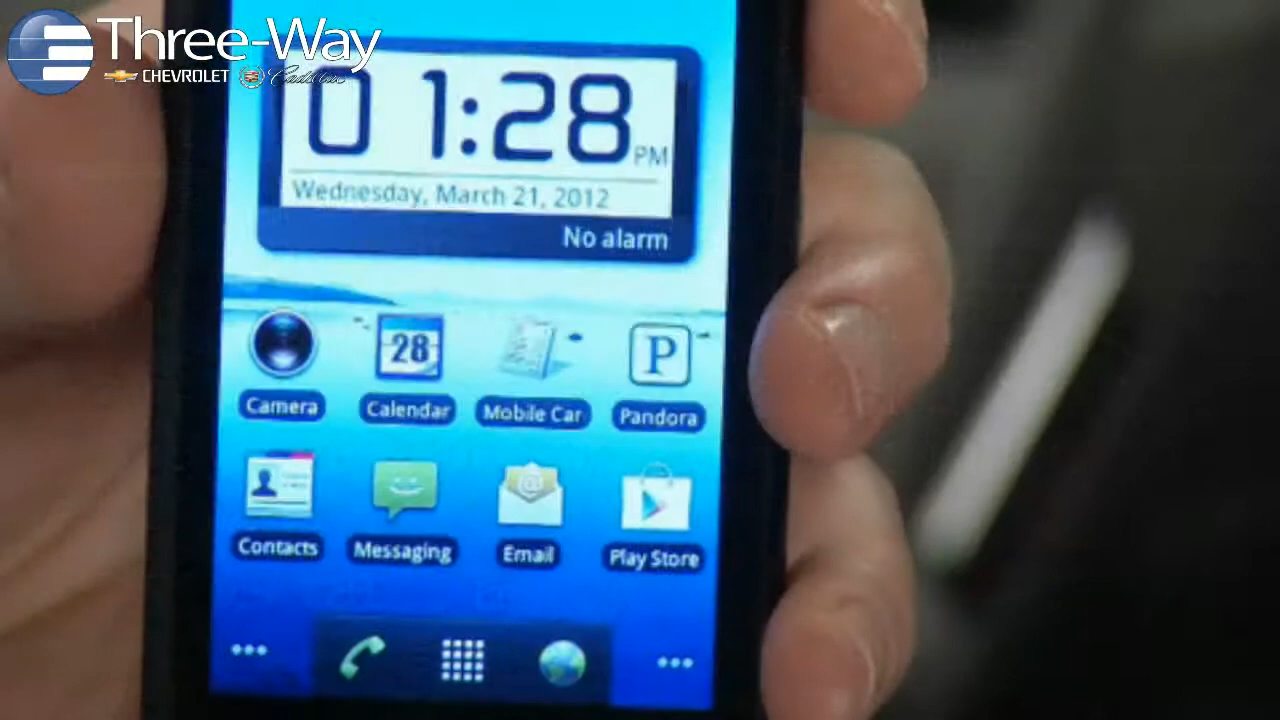 Three-Way
CHEVROLET Cadillac
01:28 PM
Wednesday, March 21, 2012
No alarm
28
P
Camera Calendar Mobile Car Pandora
@
Contacts Messaging Email Play Store